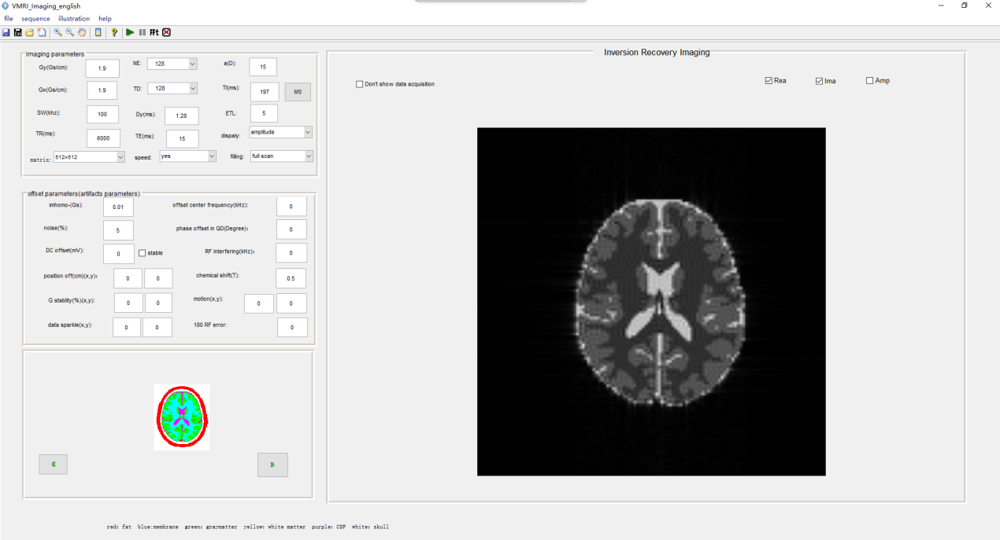 VMRI_Imaging_english
file sequence illustration help
FFt
imaging parameters
Gy(Gs/cm): 1.9 NE: 128 a(D): 15
Gx(Gs/cm): 1.9 TD: 128 TI(ms): 197 M0
SW(khz): 100 Dy(ms): 1.28 ETL: 5
TR(ms): 6000 TE(ms): 15 dispaly: amplitude
matrix: 512×512 speed: yes filling: full scan
offset parameters(artifacts parameters)
imhomo-(Gs): 0.01 offset center frequency(kHz): 0
noise(%): 5 phase offset in QD(Degree): 0
DC offset(mV): 0 stable RF interfering(kHz): 0
position off(cm)(x,y): 0 0 chemical shift(T): 0.5
G stablity(%)(x,y): 0 0 motion(x,y): 0 0
data sparkle(x,y): 0 0 180 RF error: 0
« »
red: fat blue:membrane green: graymatter yellow: white matter purple: CSF white: skull
Inversion Recovery Imaging
Don't show data acquisition Rea Ima Amp